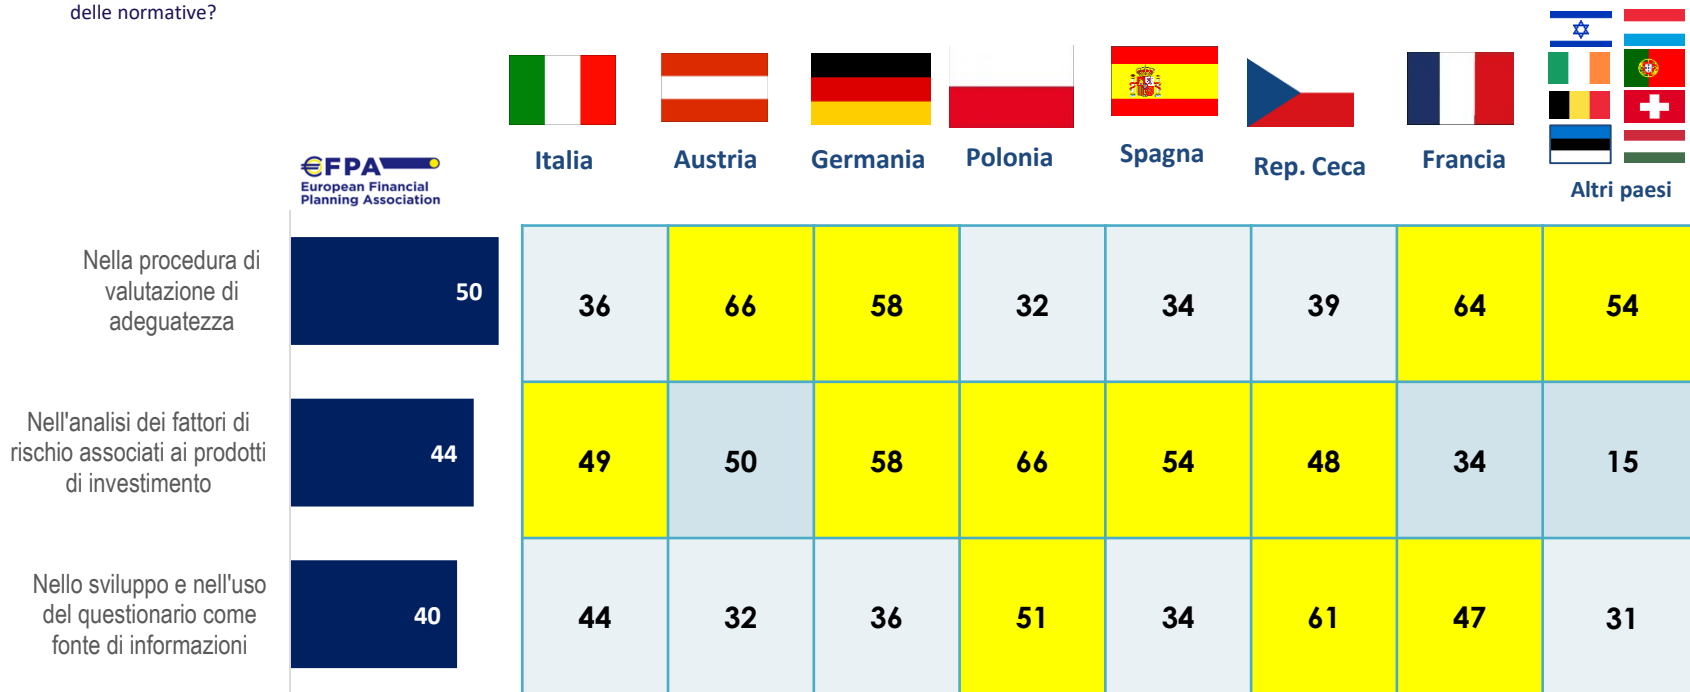 delle normative?
€FPA
European Financial
Planning Association
Italia
Austria
Germania
Polonia
Spagna
Rep. Ceca
Francia
Altri paesi
Nella procedura di
valutazione di
adeguatezza
50
36
66
58
32
34
39
64
54
Nell'analisi dei fattori di
rischio associati ai prodotti
di investimento
44
49
50
58
66
54
48
34
15
Nello sviluppo e nell'uso
del questionario come
fonte di informazioni
40
44
32
36
51
34
61
47
31